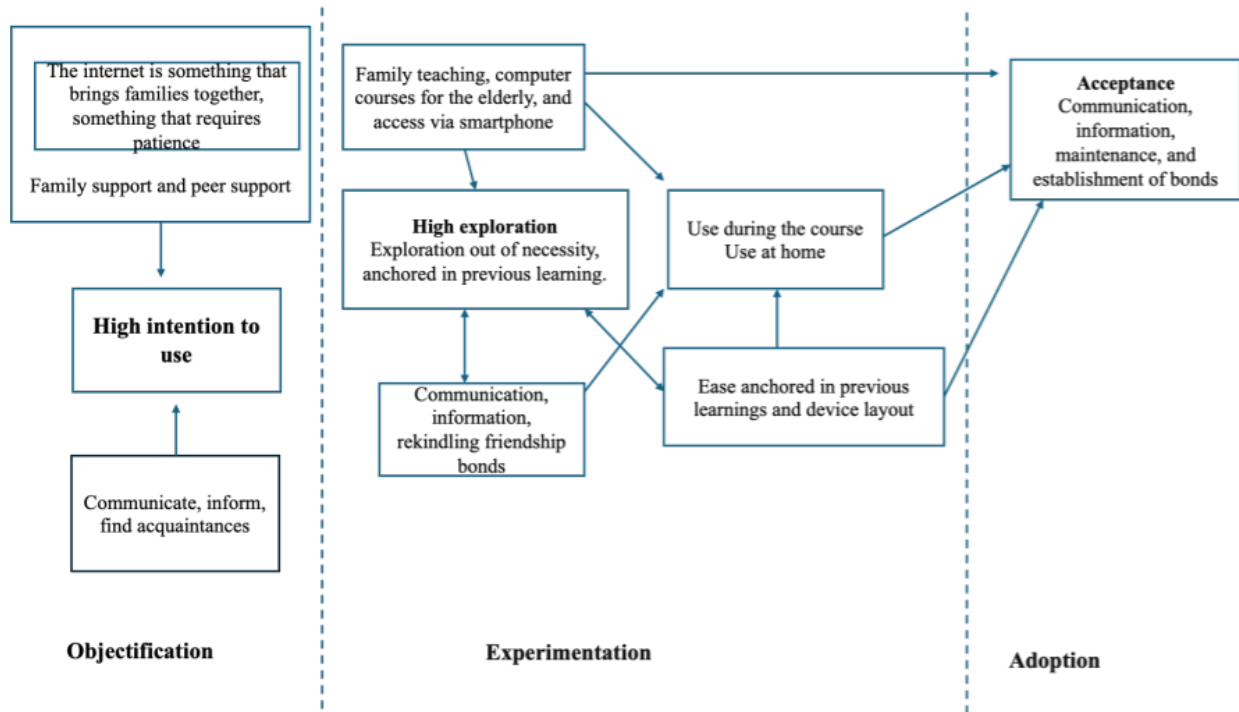 The internet is something that
brings families together,
something that requires
patience
Family support and peer support
High intention to
use
Communicate, inform,
find acquaintances
Objectification
Family teaching, computer
courses for the elderly, and
access via smartphone
High exploration
Exploration out of necessity,
anchored in previous learning.
Use during the course
Use at home
Communication,
information,
rekindling friendship
bonds
Ease anchored in previous
learnings and device layout
Experimentation
Acceptance
Communication,
information,
maintenance, and
establishment of bonds
Adoption